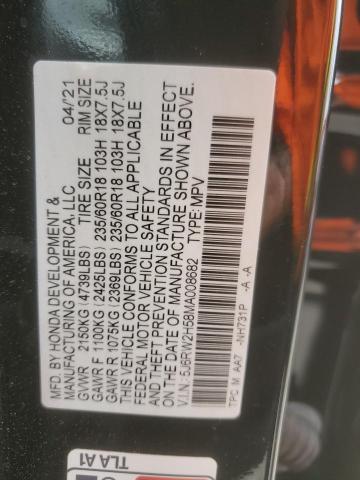 MFD. BY HONDA DEVELOPMENT &
MANUFACTURING OF AMERICA, LLC 04/'21
GVWR 2150KG (4739LBS) TIRE SIZE RIM SIZE
GAWR F 1100KG (2426LBS) 235/60R18 103H 18X7.5J
GAWR R 1075KG (2369LBS) 235/60R18 103H 18X7.5J
THIS VEHICLE CONFORMS TO ALL APPLICABLE
FEDERAL MOTOR VEHICLE SAFETY
AND THEFT PREVENTION STANDARDS IN EFFECT
ON THE DATE OF MANUFACTURE SHOWN ABOVE.
V.I.N.: 5J6RW2H58MA008682 TYPE: MPV
TPC M AA7 -NH731P -A -A
TLA A1